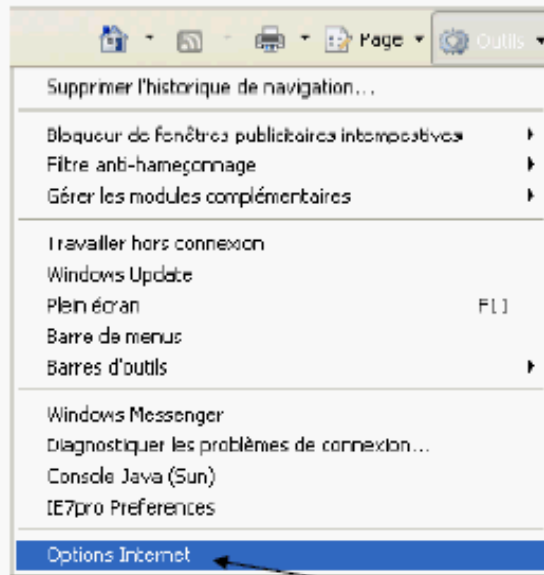 Page Outils
Supprimer l'historique de navigation...
Bloqueur de fenêtres publicitaires intempestives
Filtre anti-hameçonnage
Gérer les modules complémentaires
Travailler hors connexion
Windows Update
Plein écran F11
Barre de menus
Barres d'outils
Windows Messenger
Diagnostiquer les problèmes de connexion...
Console Java (Sun)
IE7pro Preferences
Options Internet